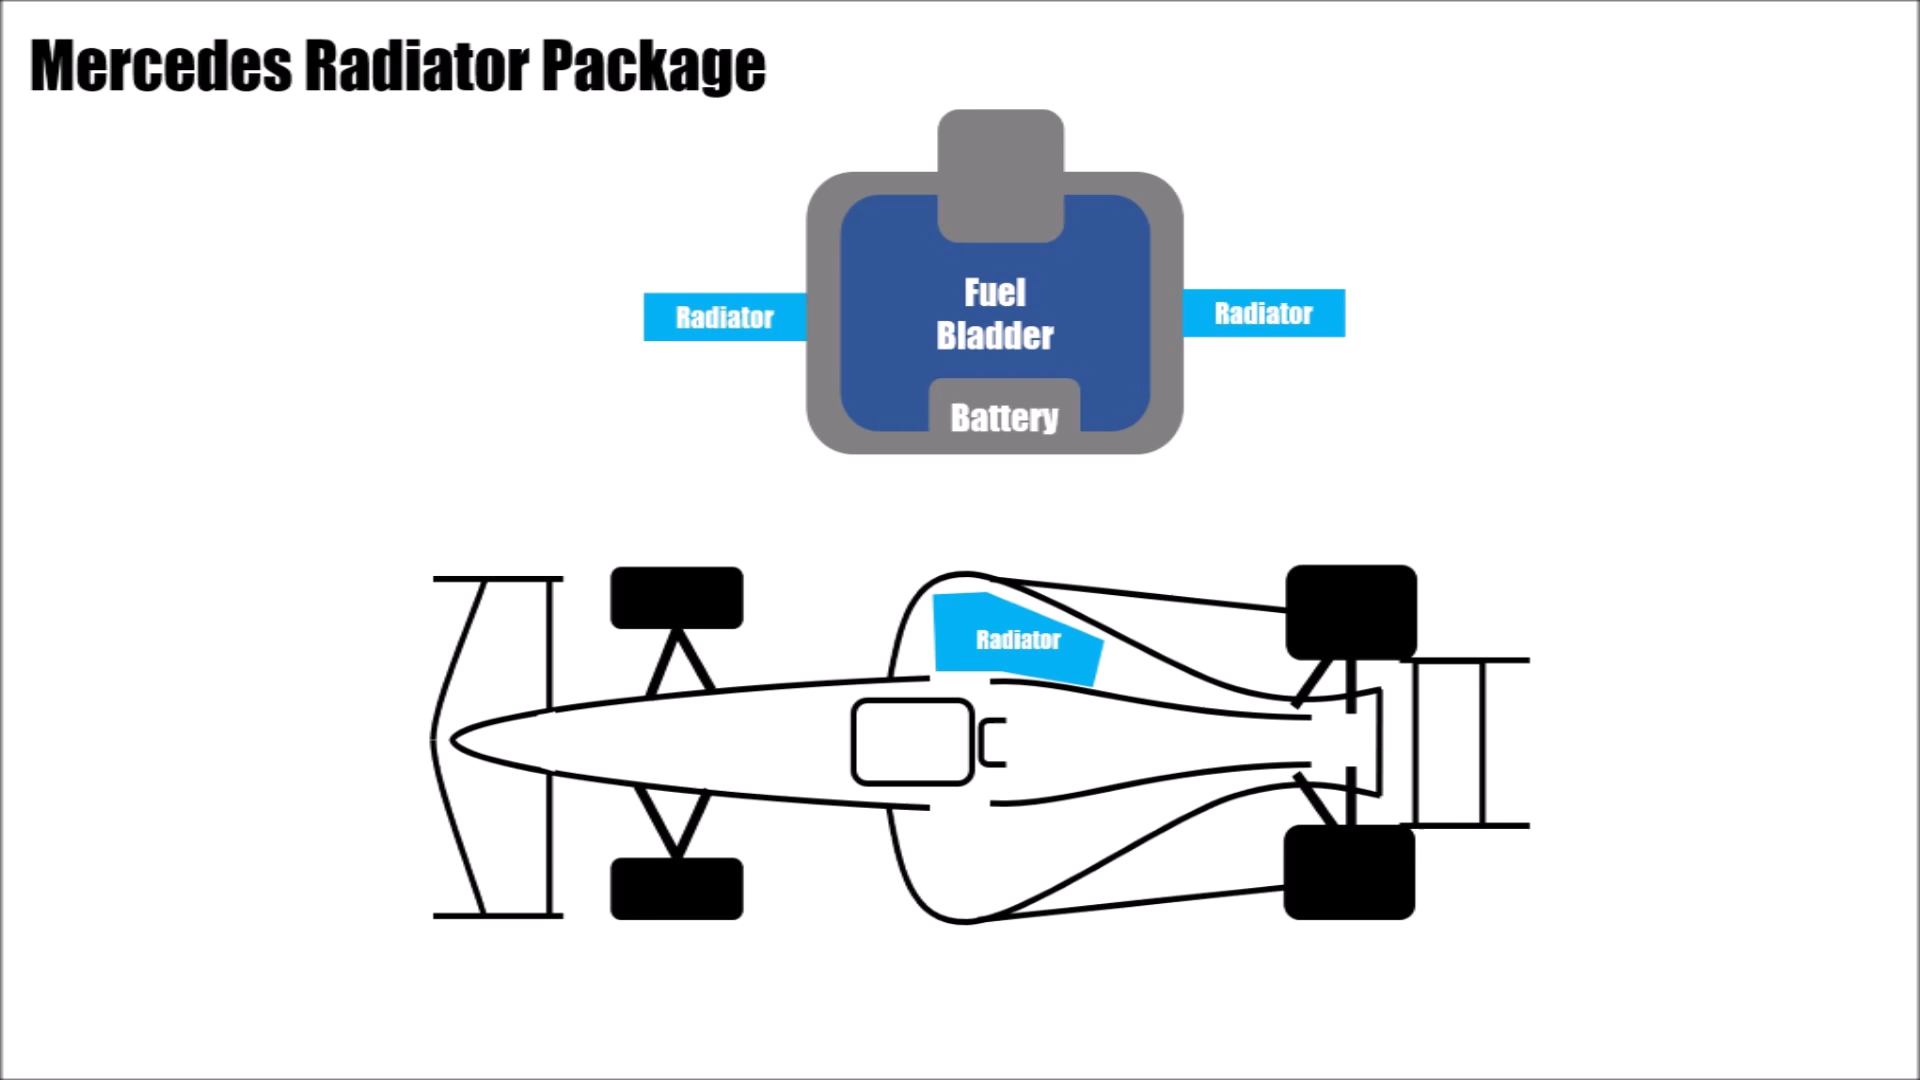 Mercedes Radiator Package
Fuel
Bladder
Radiator
Radiator
Battery
Radiator